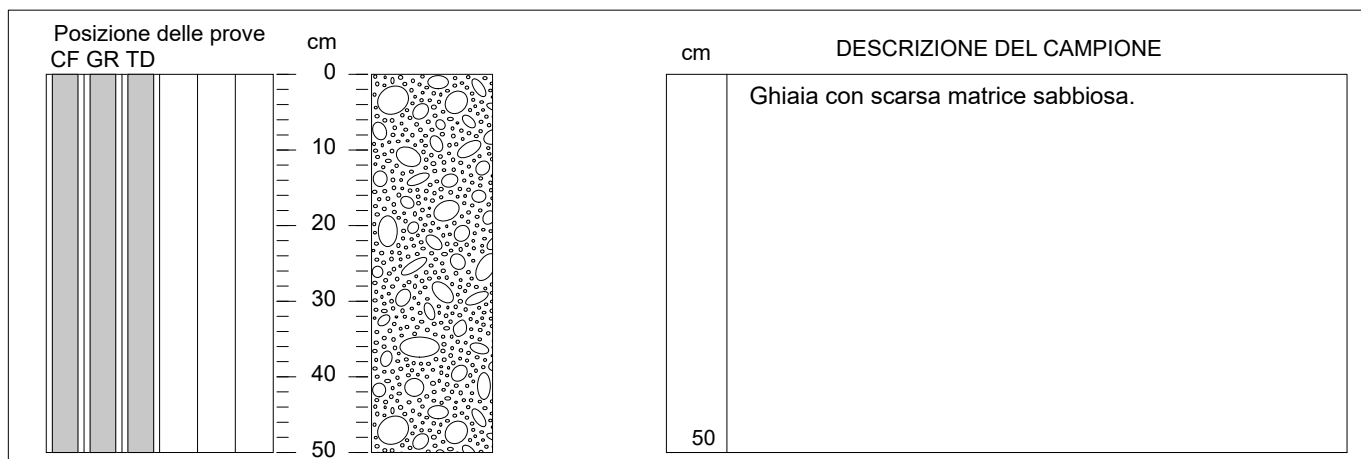 Posizione delle prove
CF GR TD
cm
0
10
20
30
40
50
cm
DESCRIZIONE DEL CAMPIONE
Ghiaia con scarsa matrice sabbiosa.
50